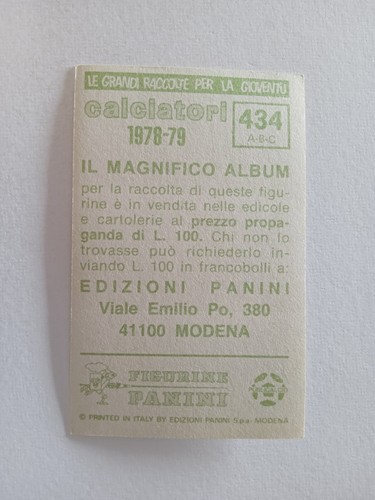 LE GRANDI RACCOLTE PER LA GIOVENTÙ
calciatori
1978-79
434
A-B-C
IL MAGNIFICO ALBUM
per la raccolta di queste figu-
rine è in vendita nelle edicole
e cartolerie al prezzo propa-
ganda di L. 100. Chi non lo
trovasse può richiederlo in-
viando L. 100 in francobolli a:
EDIZIONI PANINI
Viale Emilio Po, 380
41100 MODENA
FIGURINE
PANINI
© PRINTED IN ITALY BY EDIZIONI PANINI S.p.a. MODENA